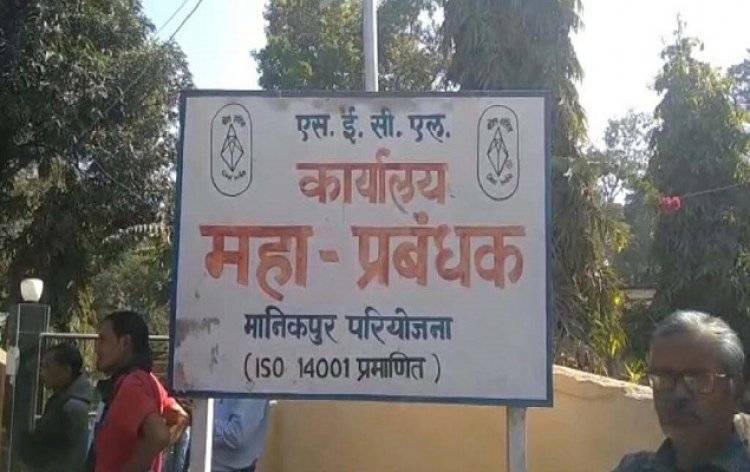 एस. ई. सी. एल.
कार्यालय
महा - प्रबंधक
मानिकपुर परियोजना
(ISO 14001 प्रमाणित)